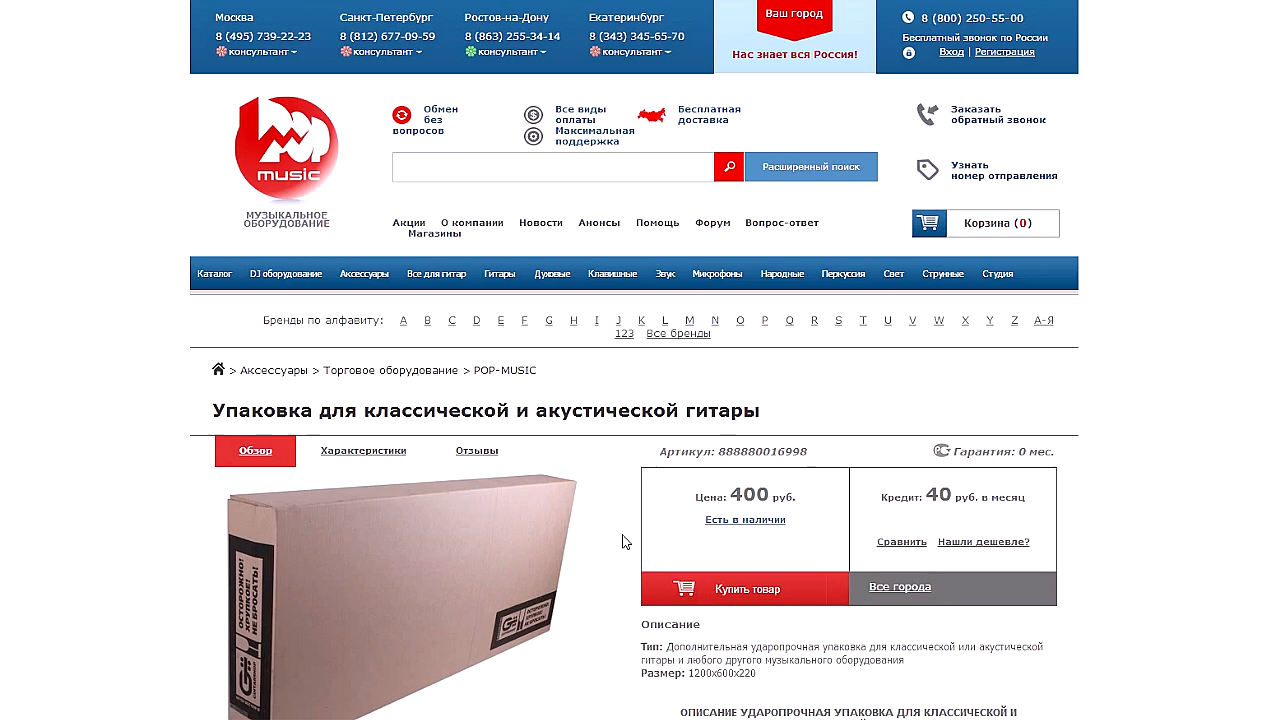 Москва Санкт-Петербург Ростов-на-Дону Екатеринбург
8 (495) 739-22-23 8 (812) 677-09-59 8 (863) 255-34-14 8 (343) 345-65-70
консультант консультант консультант консультант
Ваш город
Нас знает вся Россия!
8 (800) 250-55-00
Бесплатный звонок по России
Вход | Регистрация
POP
music
МУЗЫКАЛЬНОЕ
ОБОРУДОВАНИЕ
Обмен
без
вопросов
Все виды
оплаты
Максимальная
поддержка
Бесплатная
доставка
Заказать
обратный звонок
Расширенный поиск
Узнать
номер отправления
Акции О компании Новости Анонсы Помощь Форум Вопрос-ответ
Магазины
Корзина (0)
Каталог DJ оборудование Аксессуары Все для гитар Гитары Духовые Клавишные Звук Микрофоны Народные Перкуссия Свет Струнные Студия
Бренды по алфавиту: A B C D E F G H I J K L M N O P Q R S T U V W X Y Z А-Я
123 Все бренды
> Аксессуары > Торговое оборудование > POP-MUSIC
Упаковка для классической и акустической гитары
Обзор Характеристики Отзывы
Артикул: 888880016998 Гарантия: 0 мес.
Цена: 400 руб.
Есть в наличии
Кредит: 40 руб. в месяц
Сравнить Нашли дешевле?
Купить товар Все города
ОСТОРОЖНО!
ХРУПКОЕ!
НЕ БРОСАТЬ!
Описание
Тип: Дополнительная ударопрочная упаковка для классической или акустической
гитары и любого другого музыкального оборудования
Размер: 1200x600x220
ОПИСАНИЕ УДАРОПРОЧНАЯ УПАКОВКА ДЛЯ КЛАССИЧЕСКОЙ И